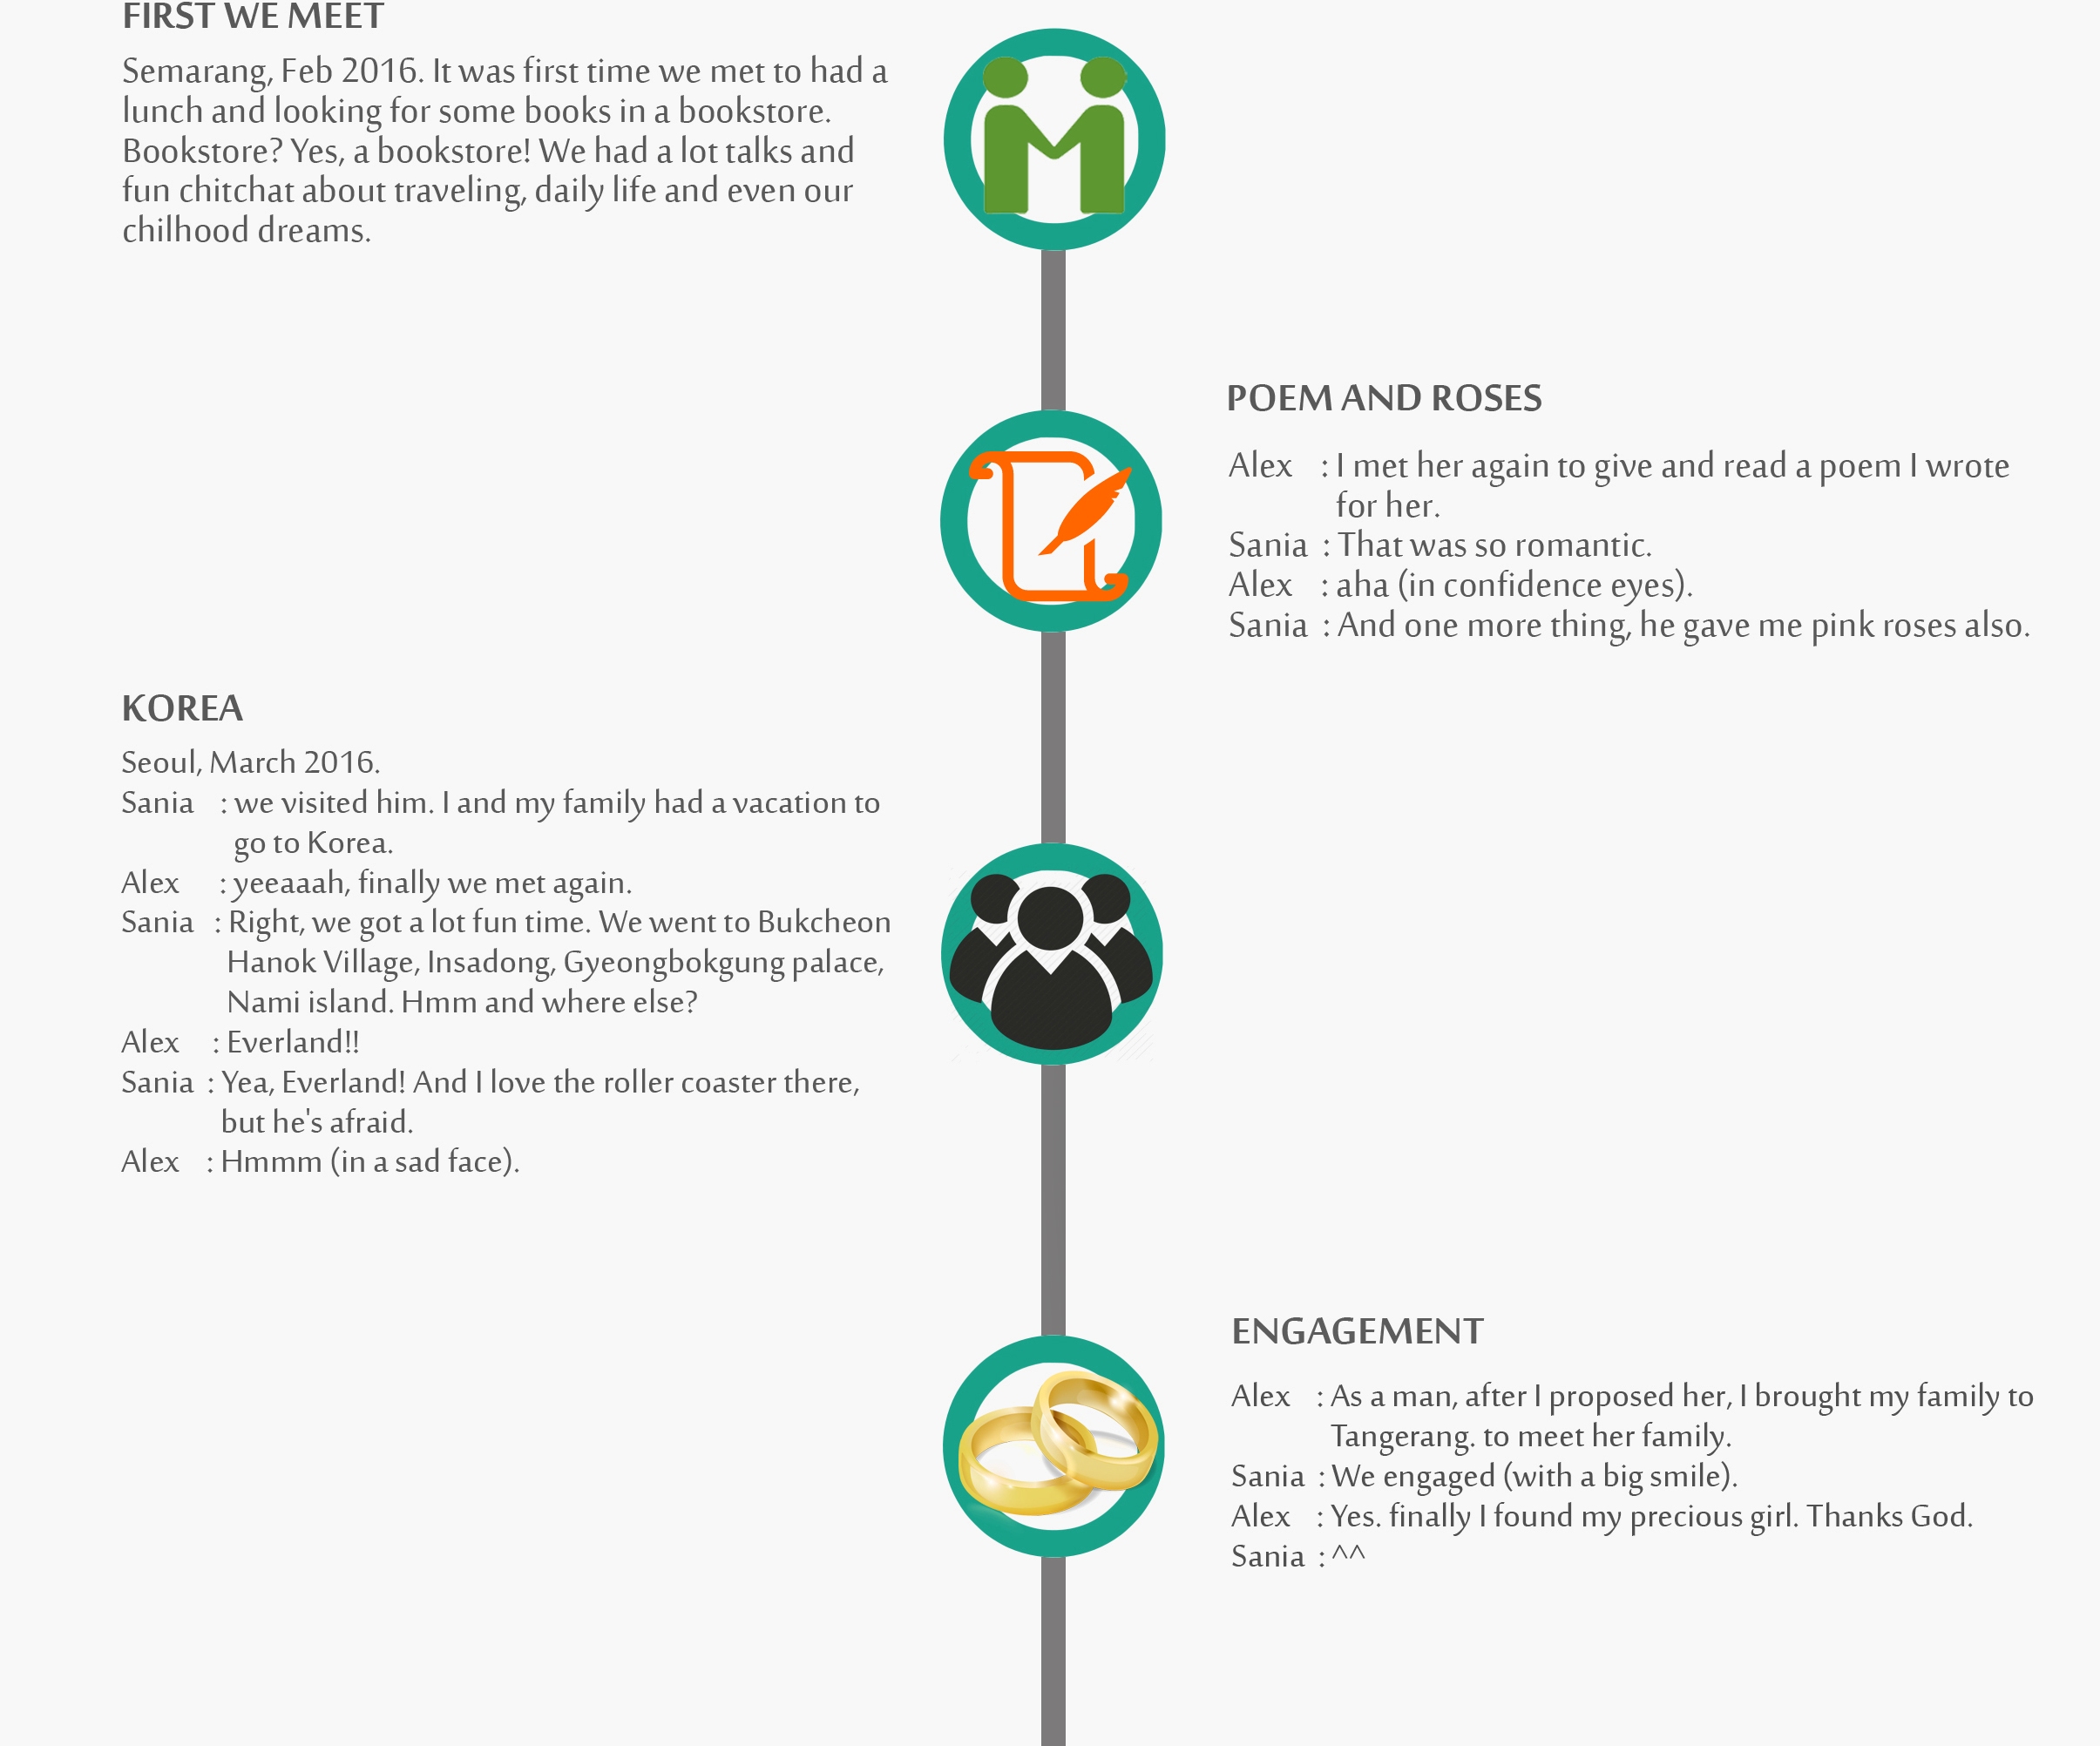 FIRST WE MEET
Semarang, Feb 2016. It was first time we met to had a
lunch and looking for some books in a bookstore.
Bookstore? Yes, a bookstore! We had a lot talks and
fun chitchat about traveling, daily life and even our
chilhood dreams.
POEM AND ROSES
Alex : I met her again to give and read a poem I wrote
for her.
Sania : That was so romantic.
Alex : aha (in confidence eyes).
Sania : And one more thing, he gave me pink roses also.
KOREA
Seoul, March 2016.
Sania : we visited him. I and my family had a vacation to
go to Korea.
Alex : yeeaaah, finally we met again.
Sania : Right, we got a lot fun time. We went to Bukcheon
Hanok Village, Insadong, Gyeongbokgung palace,
Nami island. Hmm and where else?
Alex : Everland!!
Sania : Yea, Everland! And I love the roller coaster there,
but he's afraid.
Alex : Hmmm (in a sad face).
ENGAGEMENT
Alex : As a man, after I proposed her, I brought my family to
Tangerang. to meet her family.
Sania : We engaged (with a big smile).
Alex : Yes. finally I found my precious girl. Thanks God.
Sania : ^^